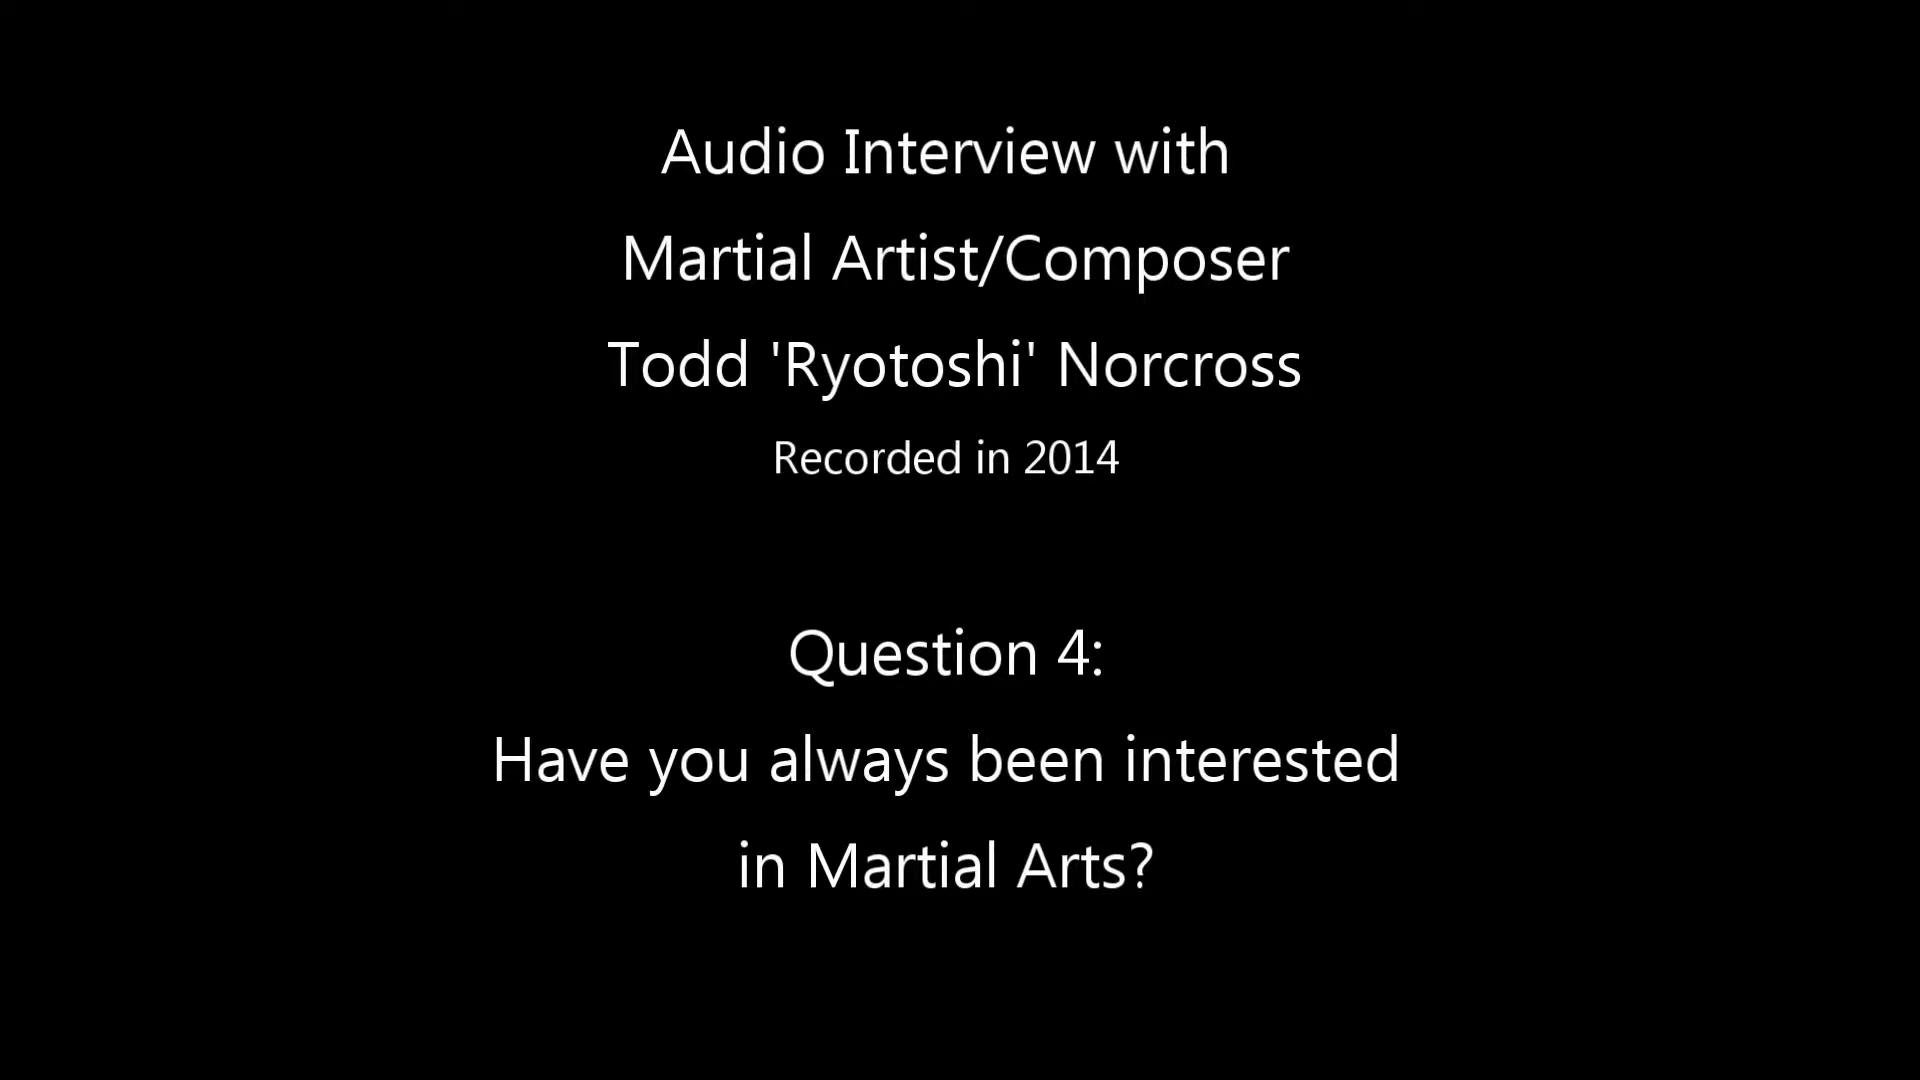 Audio Interview with
Martial Artist/Composer
Todd 'Ryotoshi' Norcross
Recorded in 2014
Question 4:
Have you always been interested
in Martial Arts?